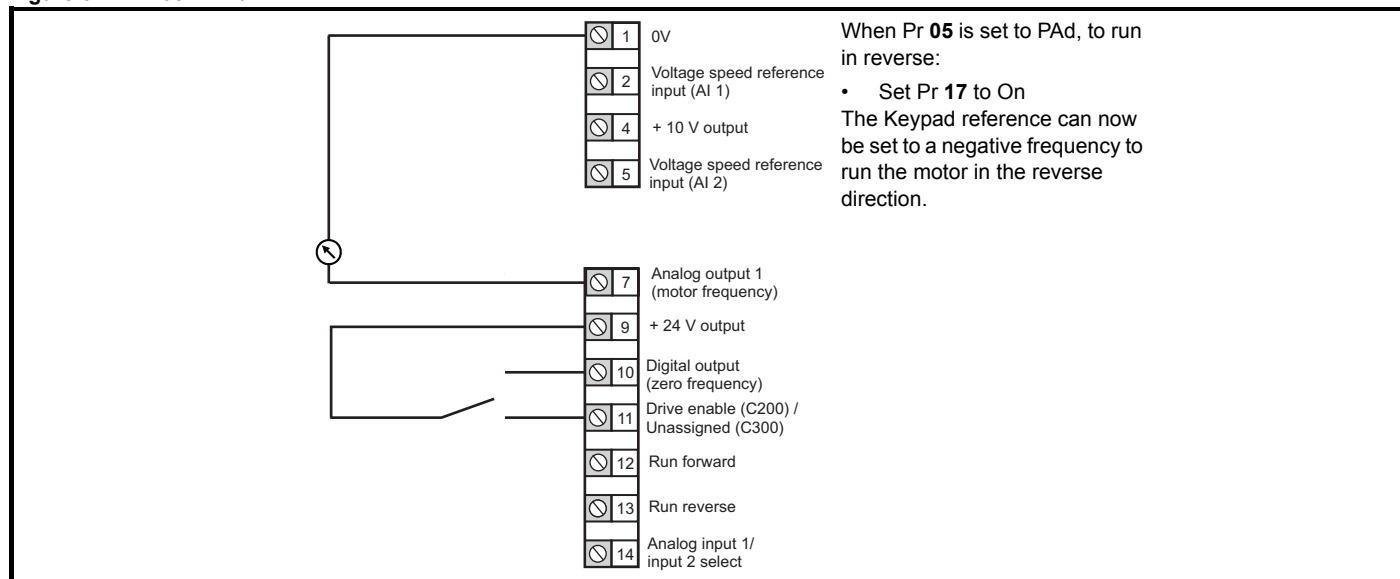 1 0V
2 Voltage speed reference
input (AI 1)
4 + 10 V output
5 Voltage speed reference
input (AI 2)
7 Analog output 1
(motor frequency)
9 + 24 V output
10 Digital output
(zero frequency)
11 Drive enable (C200) /
Unassigned (C300)
12 Run forward
13 Run reverse
14 Analog input 1/
input 2 select
When Pr 05 is set to PAd, to run
in reverse:
• Set Pr 17 to On
The Keypad reference can now
be set to a negative frequency to
run the motor in the reverse
direction.